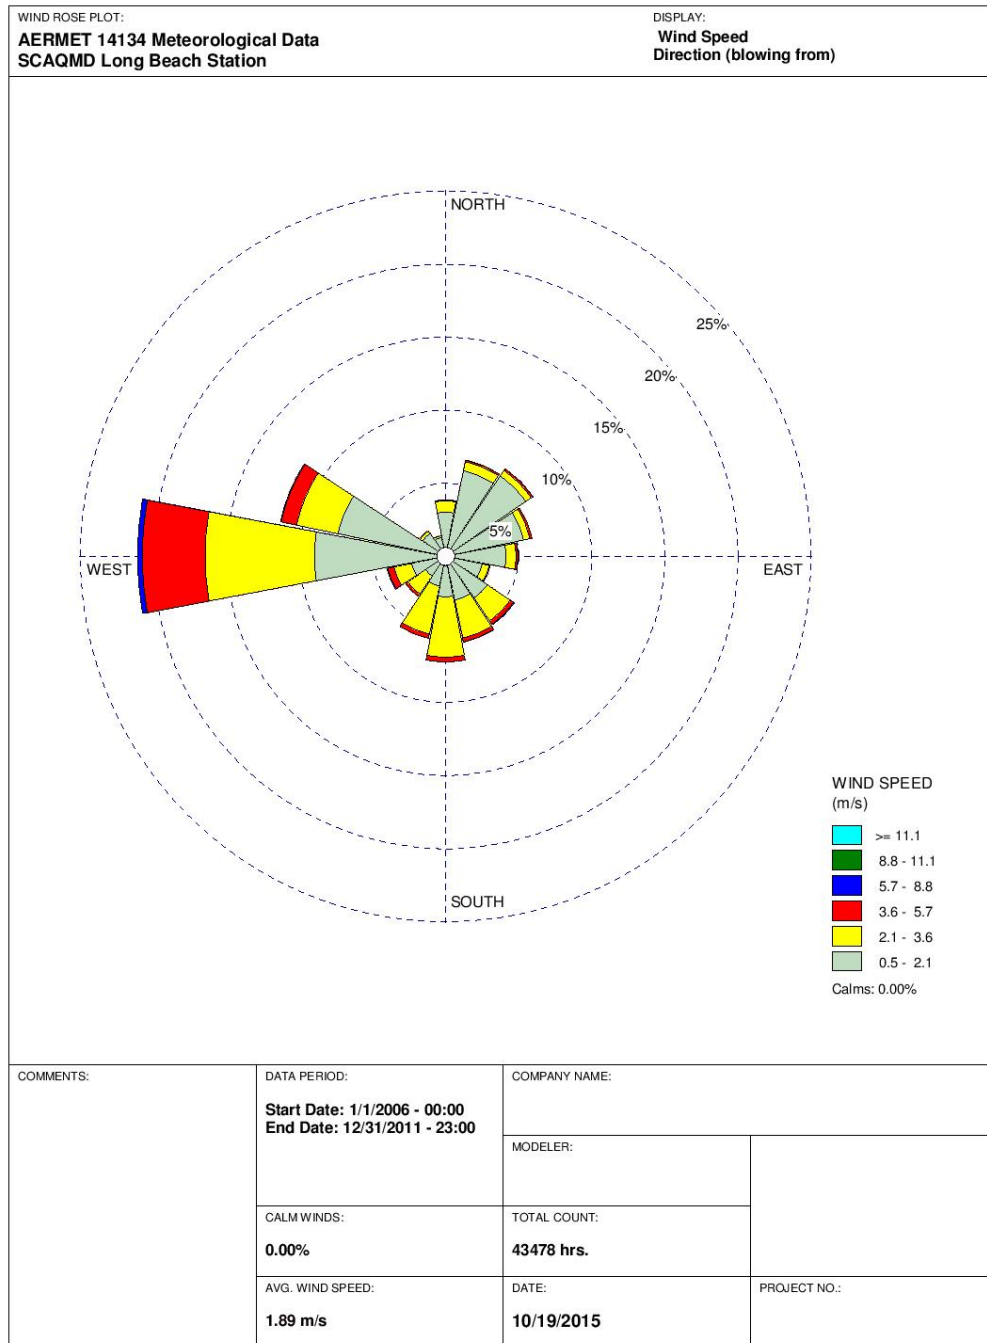 WIND ROSE PLOT:
AERMET 14134 Meteorological Data
SCAQMD Long Beach Station
DISPLAY:
Wind Speed
Direction (blowing from)
NORTH
25%
20%
15%
10%
5%
WEST
EAST
SOUTH
WIND SPEED
(m/s)
>= 11.1
8.8 - 11.1
5.7 - 8.8
3.6 - 5.7
2.1 - 3.6
0.5 - 2.1
Calms: 0.00%
COMMENTS:
DATA PERIOD:
Start Date: 1/1/2006 - 00:00
End Date: 12/31/2011 - 23:00
COMPANY NAME:
MODELER:
CALM WINDS:
0.00%
TOTAL COUNT:
43478 hrs.
AVG. WIND SPEED:
1.89 m/s
DATE:
10/19/2015
PROJECT NO.: